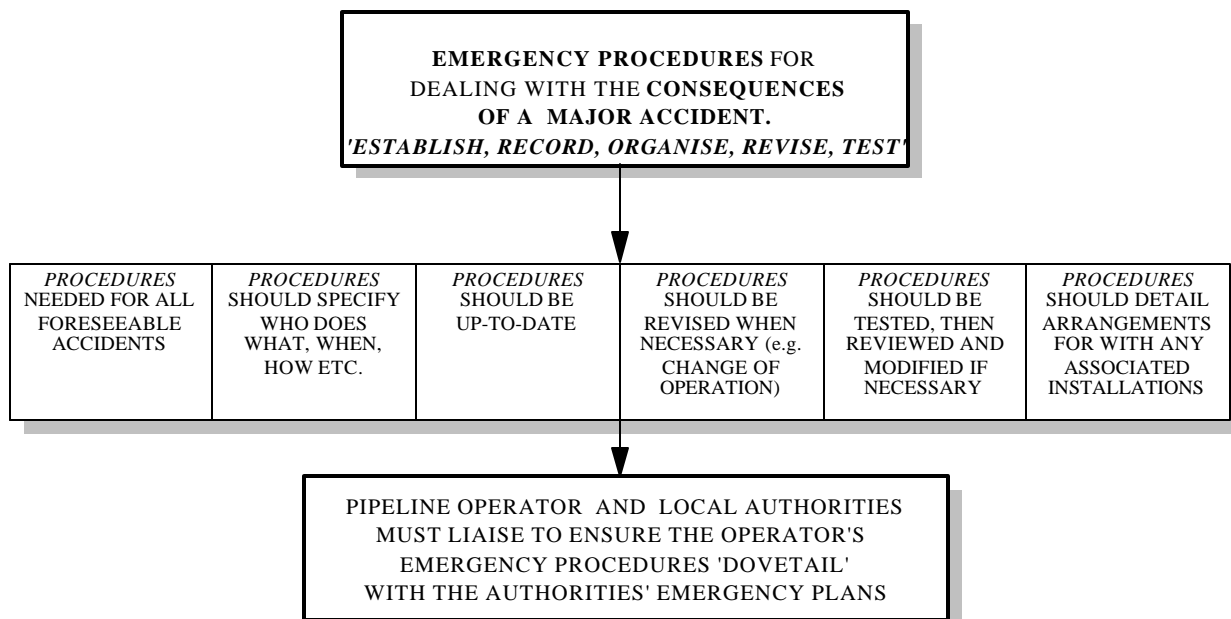 EMERGENCY PROCEDURES FOR
DEALING WITH THE CONSEQUENCES
OF A MAJOR ACCIDENT.
'ESTABLISH, RECORD, ORGANISE, REVISE, TEST'
PROCEDURES
NEEDED FOR ALL
FORESEEABLE
ACCIDENTS
PROCEDURES
SHOULD SPECIFY
WHO DOES
WHAT, WHEN,
HOW ETC.
PROCEDURES
SHOULD BE
UP-TO-DATE
PROCEDURES
SHOULD BE
REVISED WHEN
NECESSARY (e.g.
CHANGE OF
OPERATION)
PROCEDURES
SHOULD BE
TESTED, THEN
REVIEWED AND
MODIFIED IF
NECESSARY
PROCEDURES
SHOULD DETAIL
ARRANGEMENTS
FOR WITH ANY
ASSOCIATED
INSTALLATIONS
PIPELINE OPERATOR AND LOCAL AUTHORITIES
MUST LIAISE TO ENSURE THE OPERATOR'S
EMERGENCY PROCEDURES 'DOVETAIL'
WITH THE AUTHORITIES' EMERGENCY PLANS